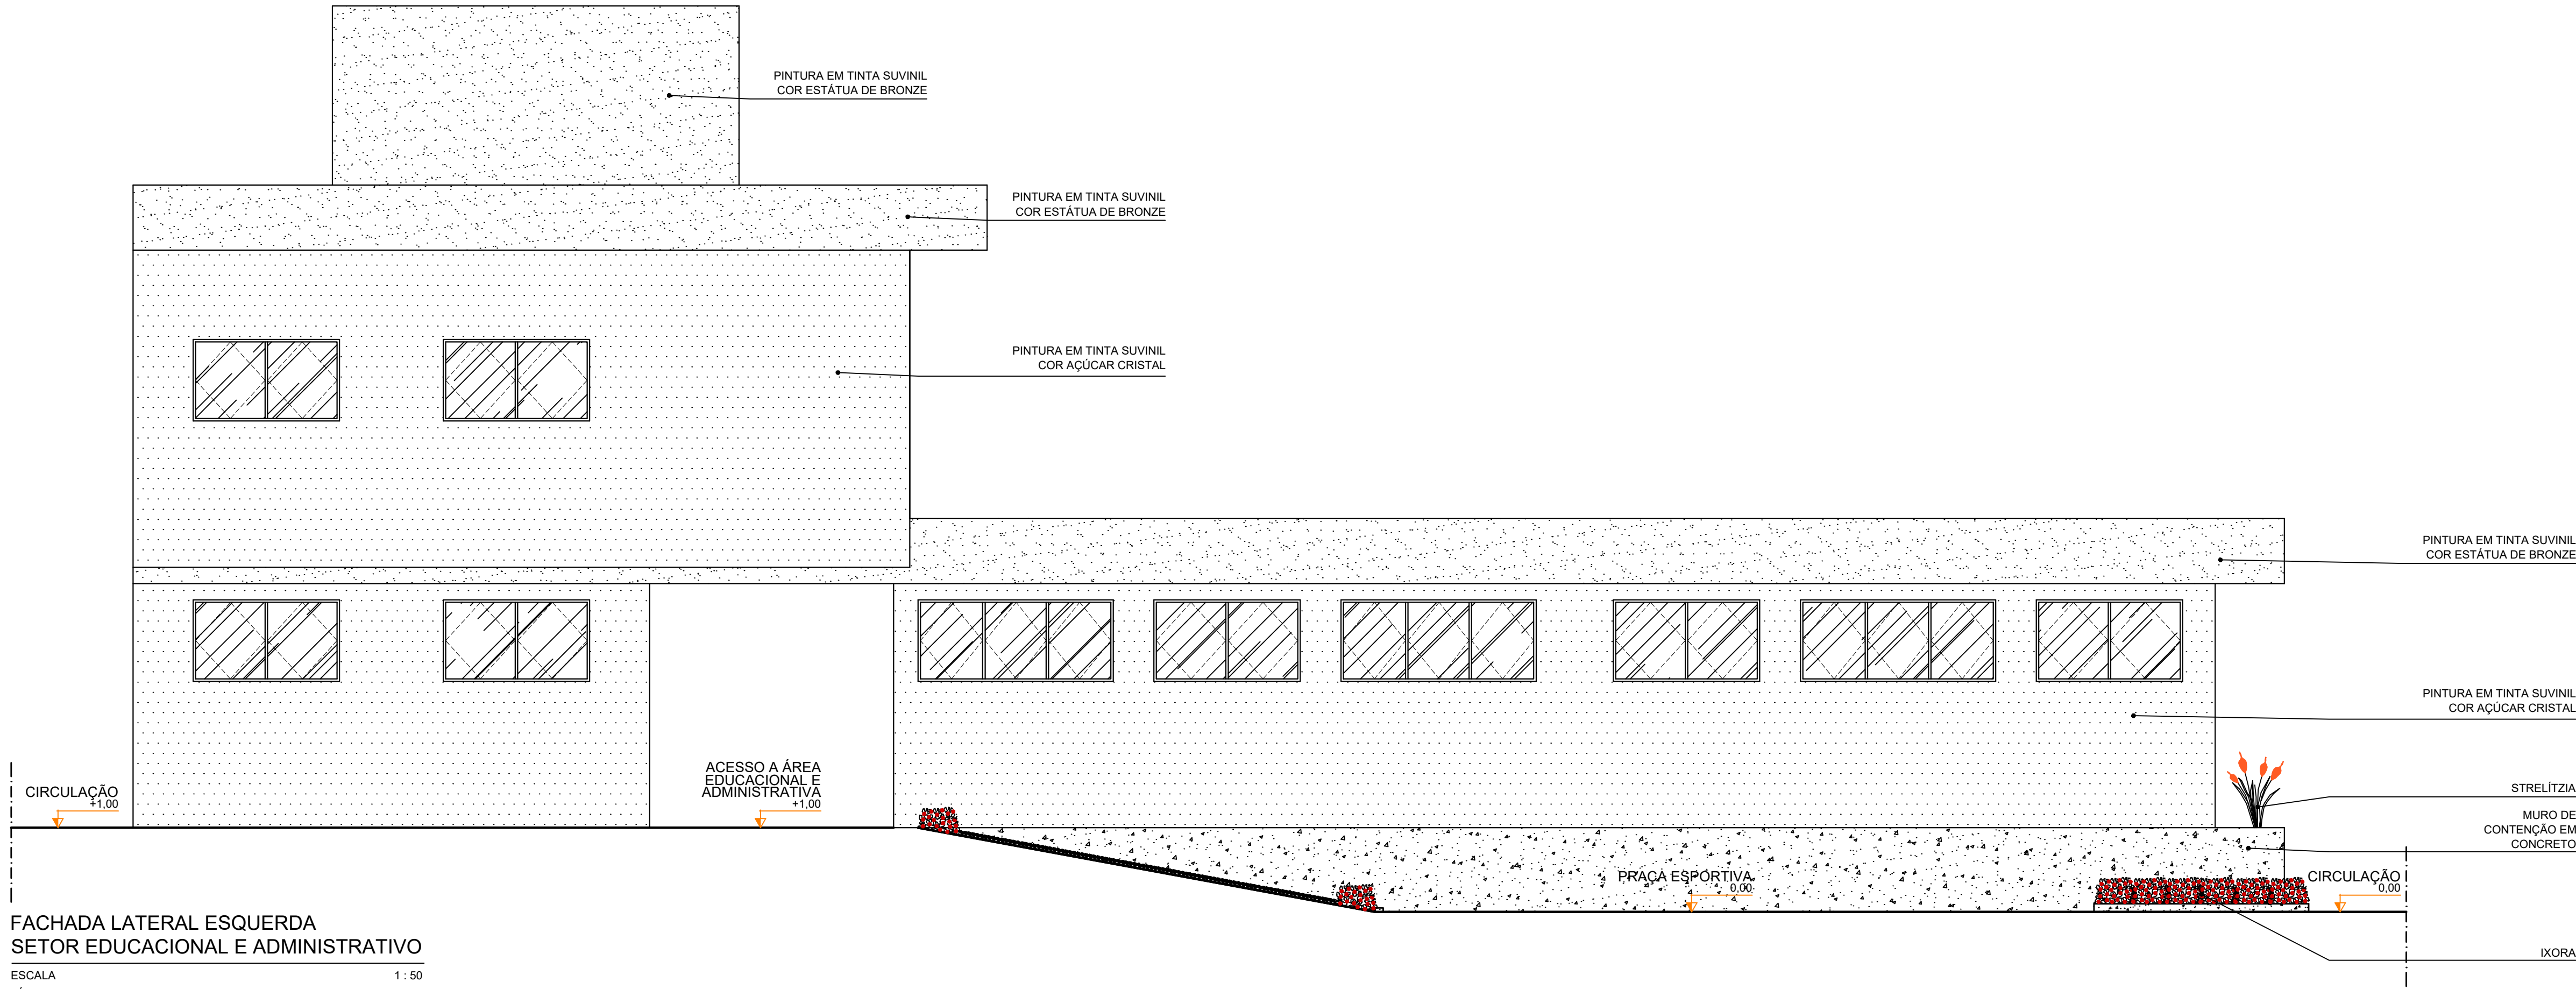 PINTURA EM TINTA SUVINIL
COR ESTÁTUA DE BRONZE
PINTURA EM TINTA SUVINIL
COR ESTÁTUA DE BRONZE
PINTURA EM TINTA SUVINIL
COR AÇÚCAR CRISTAL
PINTURA EM TINTA SUVINIL
COR ESTÁTUA DE BRONZE
PINTURA EM TINTA SUVINIL
COR AÇÚCAR CRISTAL
CIRCULAÇÃO
+1,00
ACESSO A ÁREA
EDUCACIONAL E
ADMINISTRATIVA
+1,00
STRELÍTZIA
MURO DE
CONTENÇÃO EM
CONCRETO
PRAÇA ESPORTIVA
0,00
CIRCULAÇÃO
0,00
IXORA
FACHADA LATERAL ESQUERDA
SETOR EDUCACIONAL E ADMINISTRATIVO
ESCALA 1 : 50